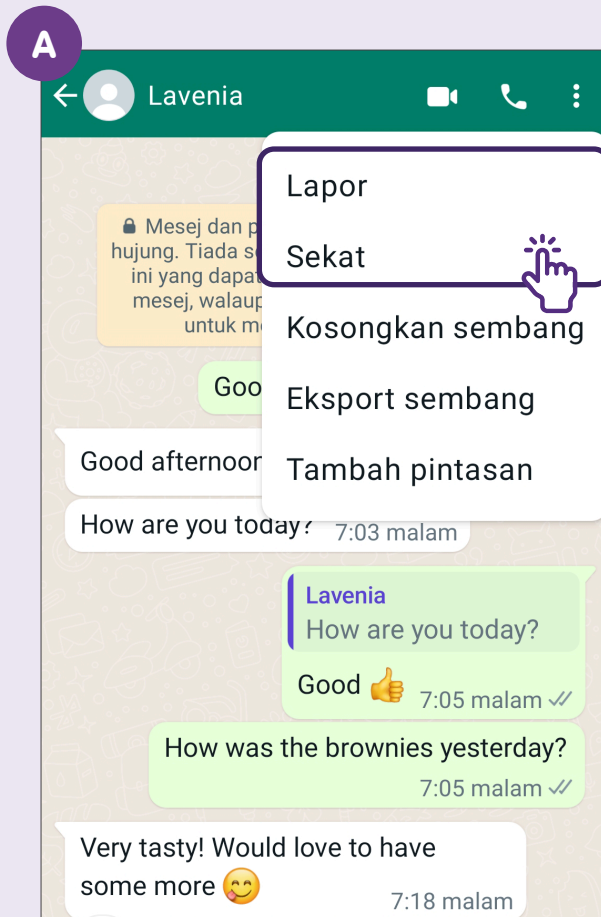 A
Lavenia
Lapor
Sekat
Kosongkan sembang
Eksport sembang
Tambah pintasan
Mesej dan
hujung. Tiada
ini yang dapat
mesej,
untuk
Good afternoon
How are you today? 7:03 malam
Lavenia
How are you today?
Good 👍 7:05 malam
How was the brownies yesterday?
7:05 malam
Very tasty! Would love to have
some more 😋 7:18 malam